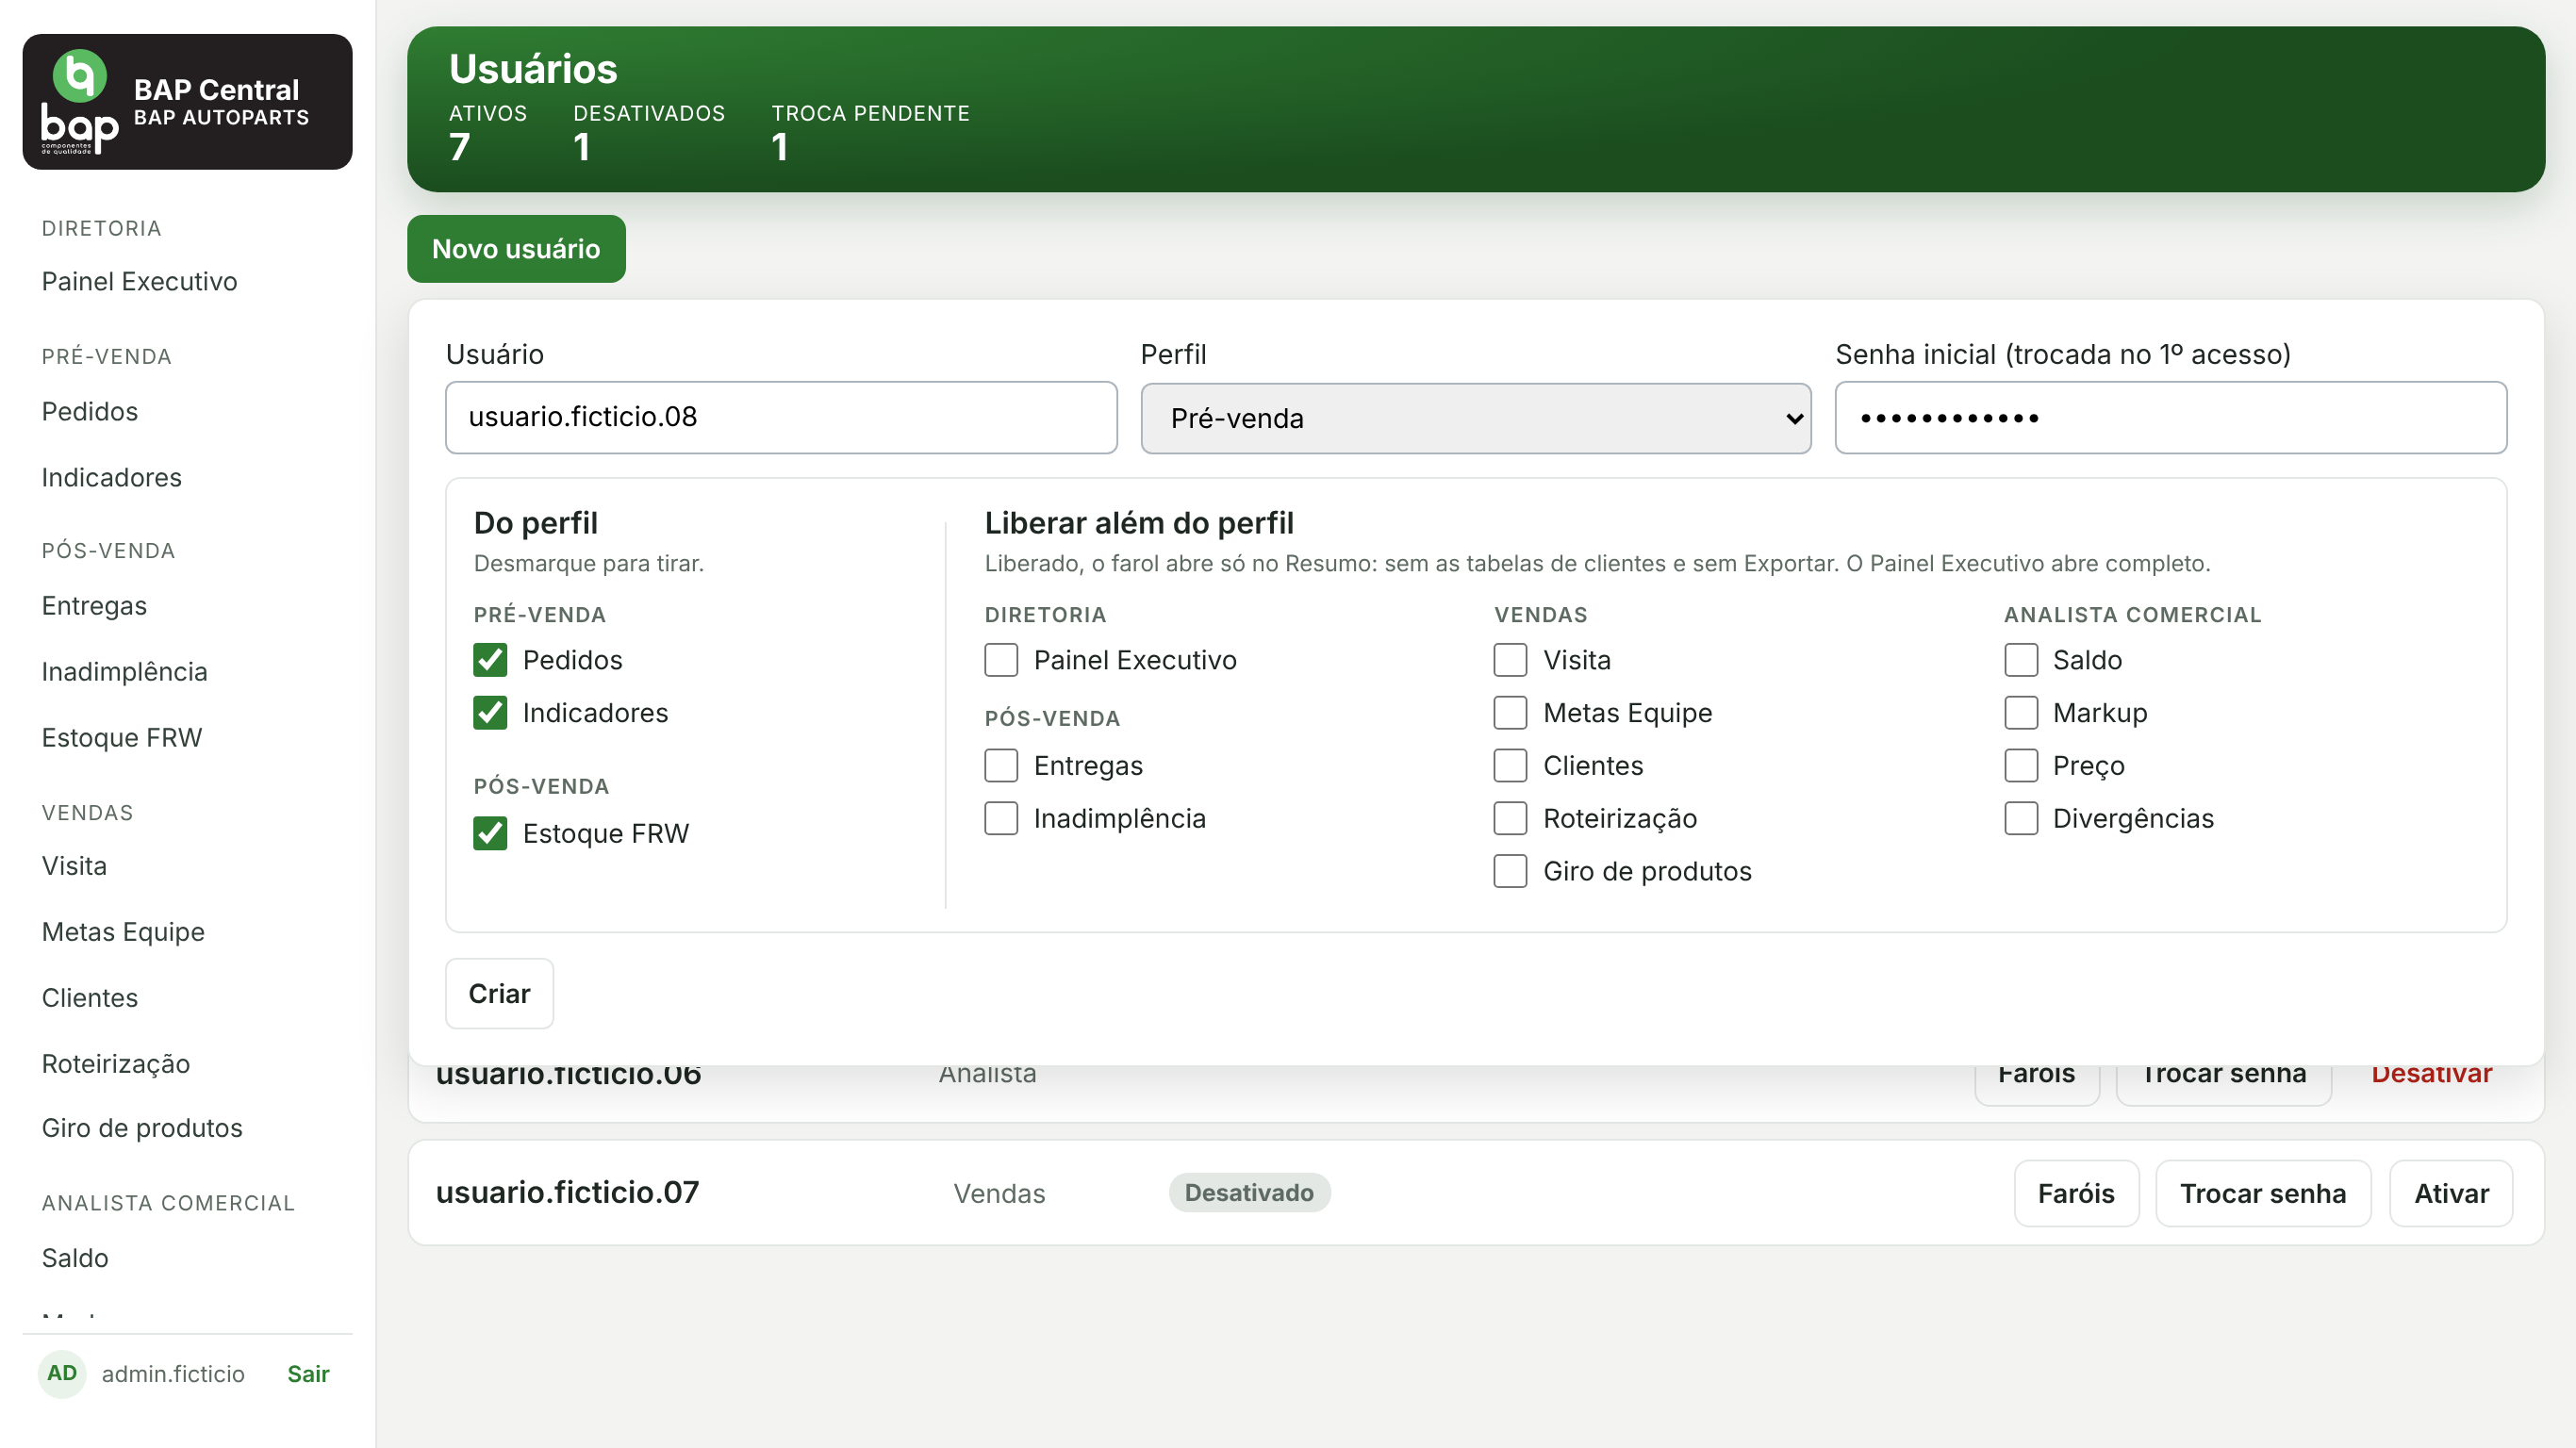 bap
componentes
de qualidade
BAP Central
BAP AUTOPARTS
DIRETORIA
Painel Executivo
PRÉ-VENDA
Pedidos
Indicadores
PÓS-VENDA
Entregas
Inadimplência
Estoque FRW
VENDAS
Visita
Metas Equipe
Clientes
Roteirização
Giro de produtos
ANALISTA COMERCIAL
Saldo
AD admin.ficticio Sair
Usuários
ATIVOS DESATIVADOS TROCA PENDENTE
7 1 1
Novo usuário
Usuário Perfil Senha inicial (trocada no 1º acesso)
usuario.ficticio.08 Pré-venda ••••••••••••
Do perfil
Desmarque para tirar.
PRÉ-VENDA
Pedidos
Indicadores
PÓS-VENDA
Estoque FRW
Liberar além do perfil
Liberado, o farol abre só no Resumo: sem as tabelas de clientes e sem Exportar. O Painel Executivo abre completo.
DIRETORIA
Painel Executivo
PÓS-VENDA
Entregas
Inadimplência
VENDAS
Visita
Metas Equipe
Clientes
Roteirização
Giro de produtos
ANALISTA COMERCIAL
Saldo
Markup
Preço
Divergências
Criar
usuario.ficticio.06 Analista Faróis Trocar senha Desativar
usuario.ficticio.07 Vendas Desativado Faróis Trocar senha Ativar